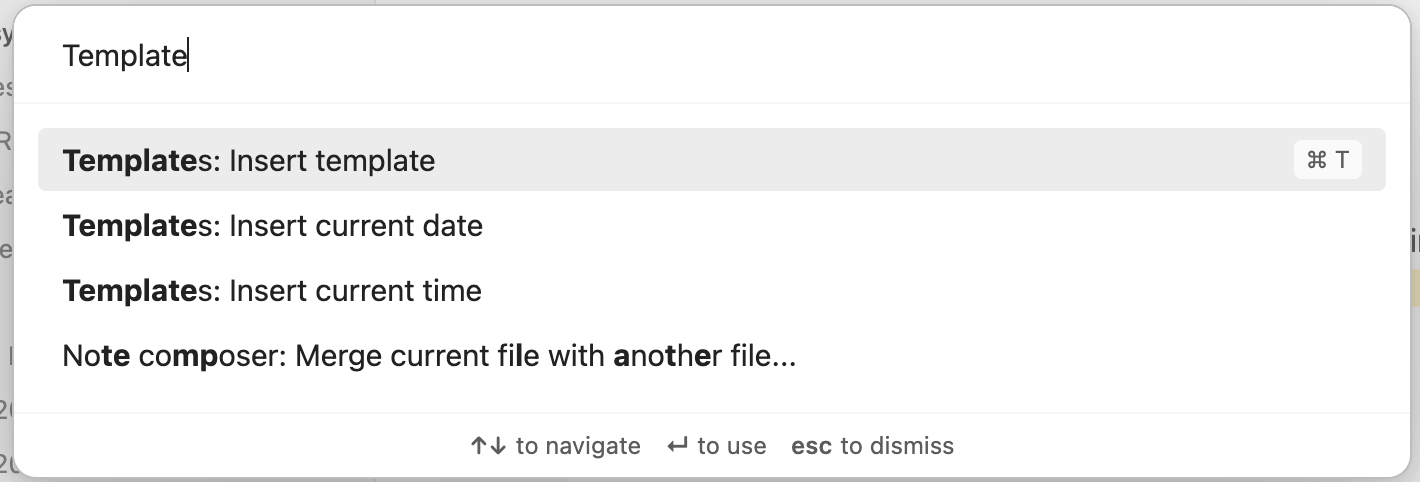 Template
Templates: Insert template ⌘ T
Templates: Insert current date
Templates: Insert current time
Note composer: Merge current file with another file...
↑↓ to navigate ↵ to use esc to dismiss